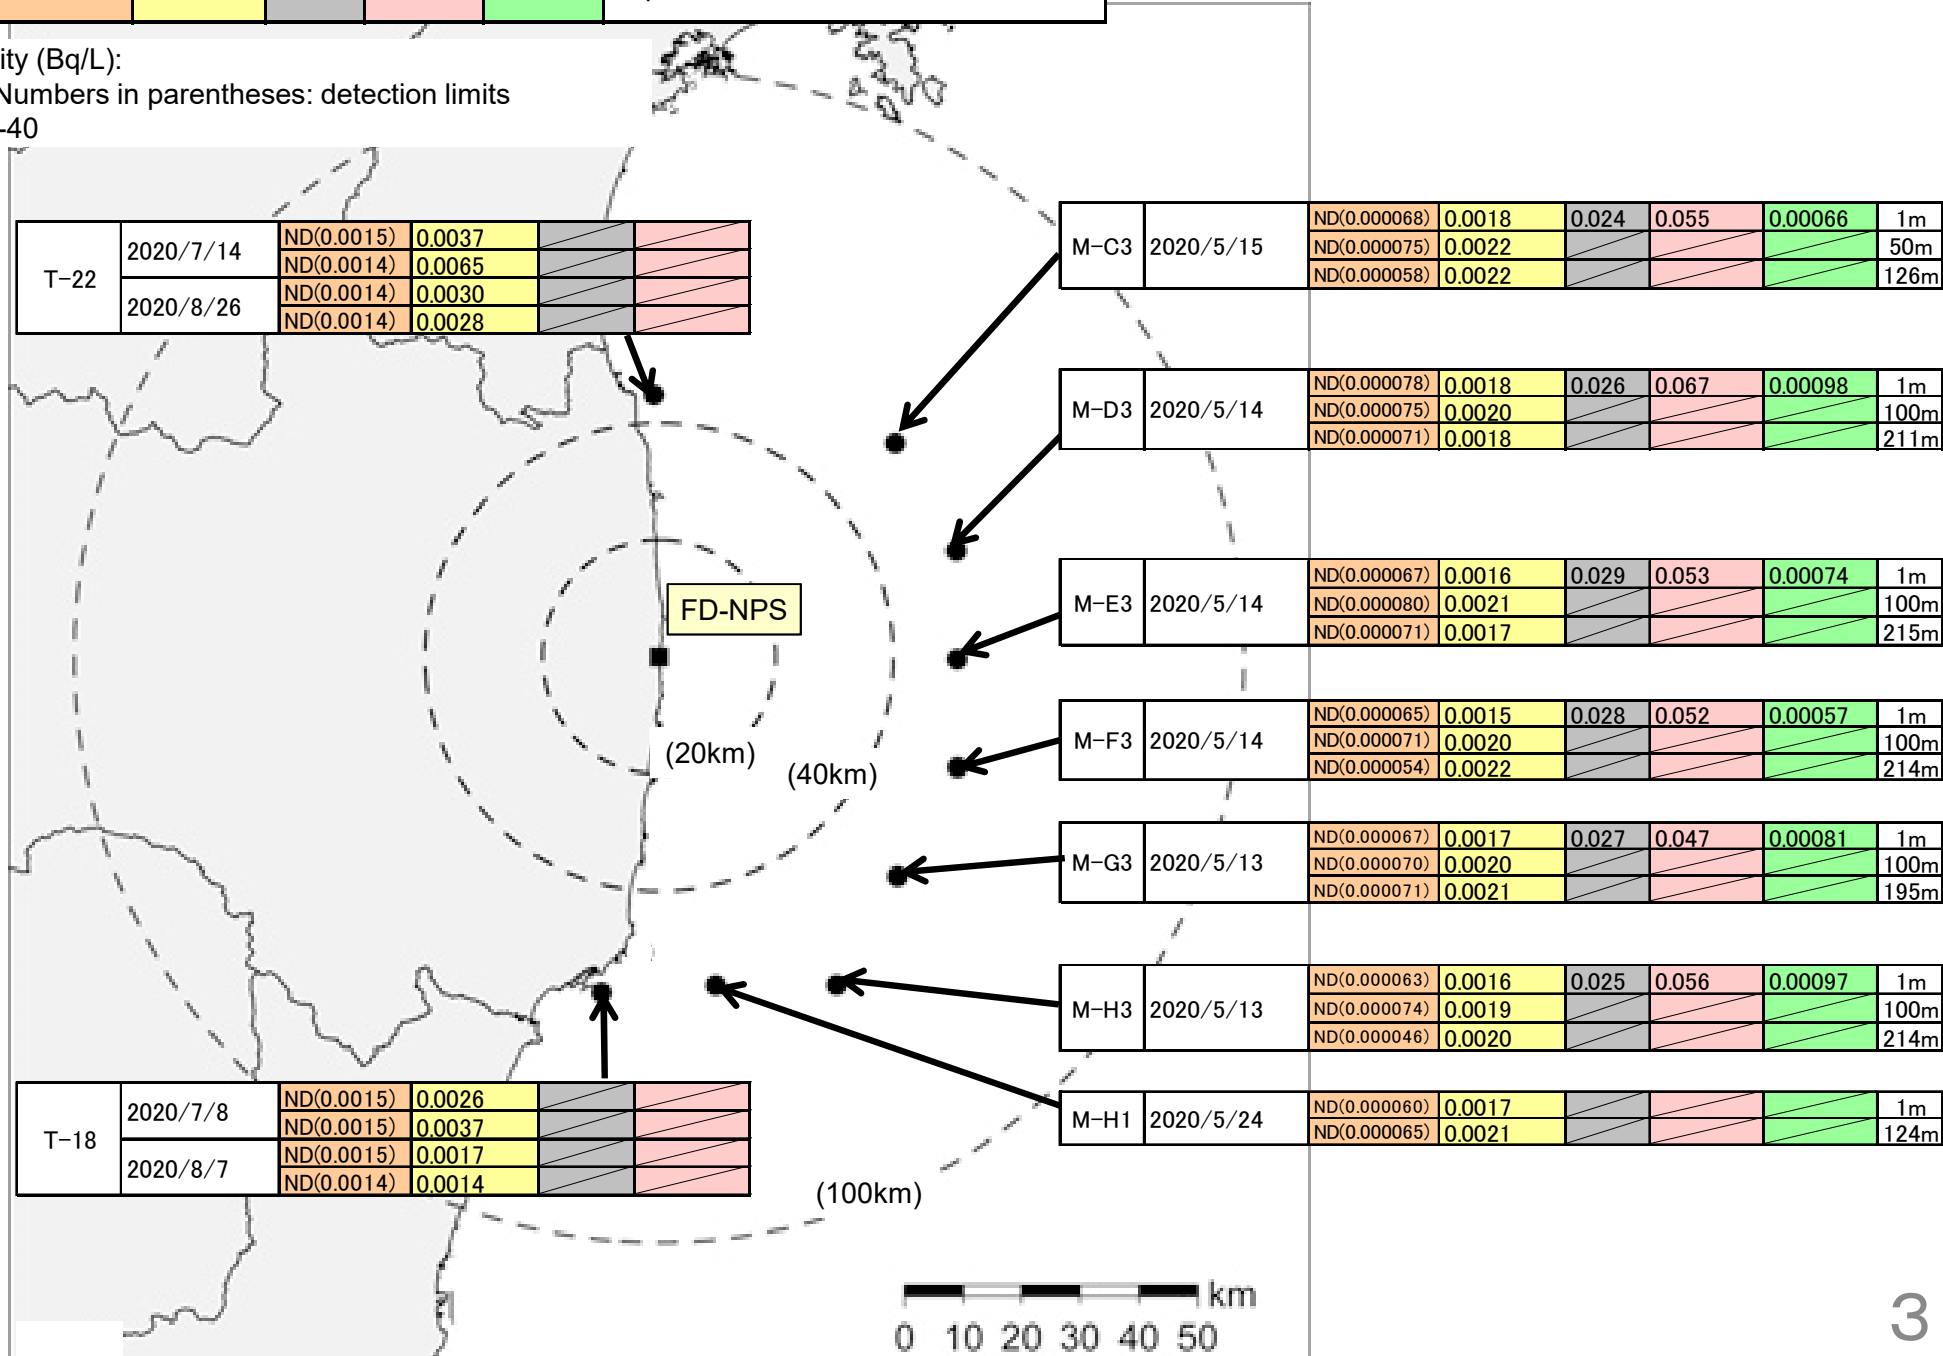 ity (Bq/L):
Numbers in parentheses: detection limits
-40
T-22
2020/7/14
ND(0.0015) 0.0037
ND(0.0014) 0.0065
2020/8/26
ND(0.0014) 0.0030
ND(0.0014) 0.0028
M-C3 2020/5/15
ND(0.000068) 0.0018 0.024 0.055 0.00066 1m
ND(0.000075) 0.0022 50m
ND(0.000058) 0.0022 126m
M-D3 2020/5/14
ND(0.000078) 0.0018 0.026 0.067 0.00098 1m
ND(0.000075) 0.0020 100m
ND(0.000071) 0.0018 211m
M-E3 2020/5/14
ND(0.000067) 0.0016 0.029 0.053 0.00074 1m
ND(0.000080) 0.0021 100m
ND(0.000071) 0.0017 215m
FD-NPS
(20km)
(40km)
M-F3 2020/5/14
ND(0.000065) 0.0015 0.028 0.052 0.00057 1m
ND(0.000071) 0.0020 100m
ND(0.000054) 0.0022 214m
M-G3 2020/5/13
ND(0.000067) 0.0017 0.027 0.047 0.00081 1m
ND(0.000070) 0.0020 100m
ND(0.000071) 0.0021 195m
M-H3 2020/5/13
ND(0.000063) 0.0016 0.025 0.056 0.00097 1m
ND(0.000074) 0.0019 100m
ND(0.000046) 0.0020 214m
M-H1 2020/5/24
ND(0.000060) 0.0017 1m
ND(0.000065) 0.0021 124m
T-18
2020/7/8
ND(0.0015) 0.0026
ND(0.0015) 0.0037
2020/8/7
ND(0.0015) 0.0017
ND(0.0014) 0.0014
(100km)
km
0 10 20 30 40 50
3